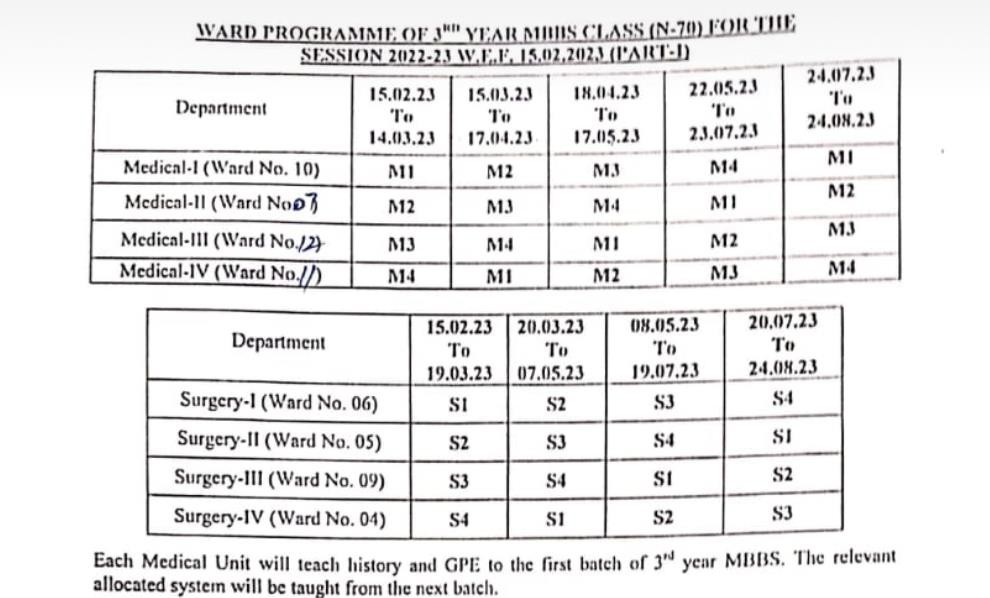 WARD PROGRAMME OF 3RD YEAR MBBS CLASS (N-70) FOR THE
SESSION 2022-23 W.E.F. 15.02.2023 (PART-I)
Department 15.02.23 To 14.03.23 15.03.23 To 17.04.23 18.04.23 To 17.05.23 22.05.23 To 23.07.23 24.07.23 To 24.08.23
Medical-I (Ward No. 10) M1 M2 M3 M4 M1
Medical-II (Ward No 03 M2 M3 M4 M1 M2
Medical-III (Ward No. 12) M3 M4 M1 M2 M3
Medical-IV (Ward No. 11) M4 M1 M2 M3 M4
Department 15.02.23 To 19.03.23 20.03.23 To 07.05.23 08.05.23 To 19.07.23 20.07.23 To 24.08.23
Surgery-I (Ward No. 06) S1 S2 S3 S4
Surgery-II (Ward No. 05) S2 S3 S4 S1
Surgery-III (Ward No. 09) S3 S4 S1 S2
Surgery-IV (Ward No. 04) S4 S1 S2 S3
Each Medical Unit will teach history and GPE to the first batch of 3rd year MBBS. The relevant
allocated system will be taught from the next batch.